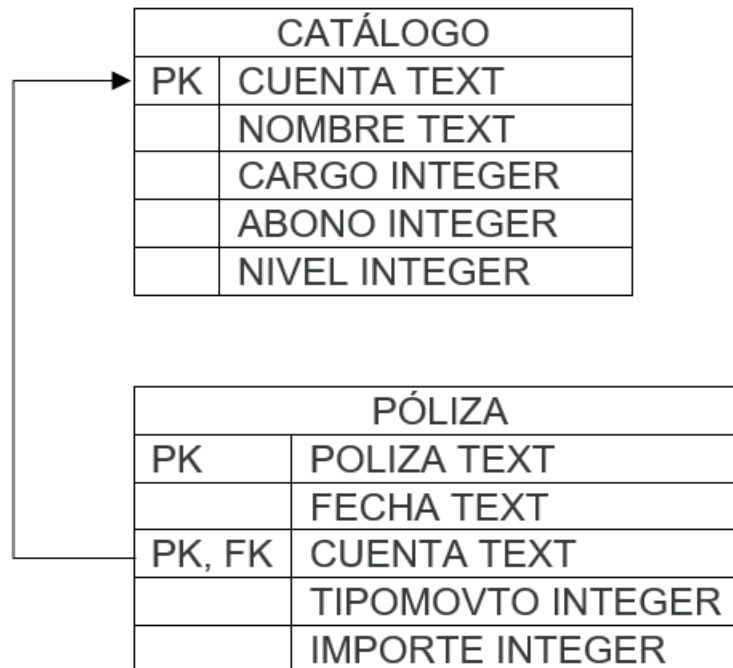 CATÁLOGO
PK CUENTA TEXT
NOMBRE TEXT
CARGO INTEGER
ABONO INTEGER
NIVEL INTEGER
PÓLIZA
PK POLIZA TEXT
FECHA TEXT
PK, FK CUENTA TEXT
TIPOMOVTO INTEGER
IMPORTE INTEGER